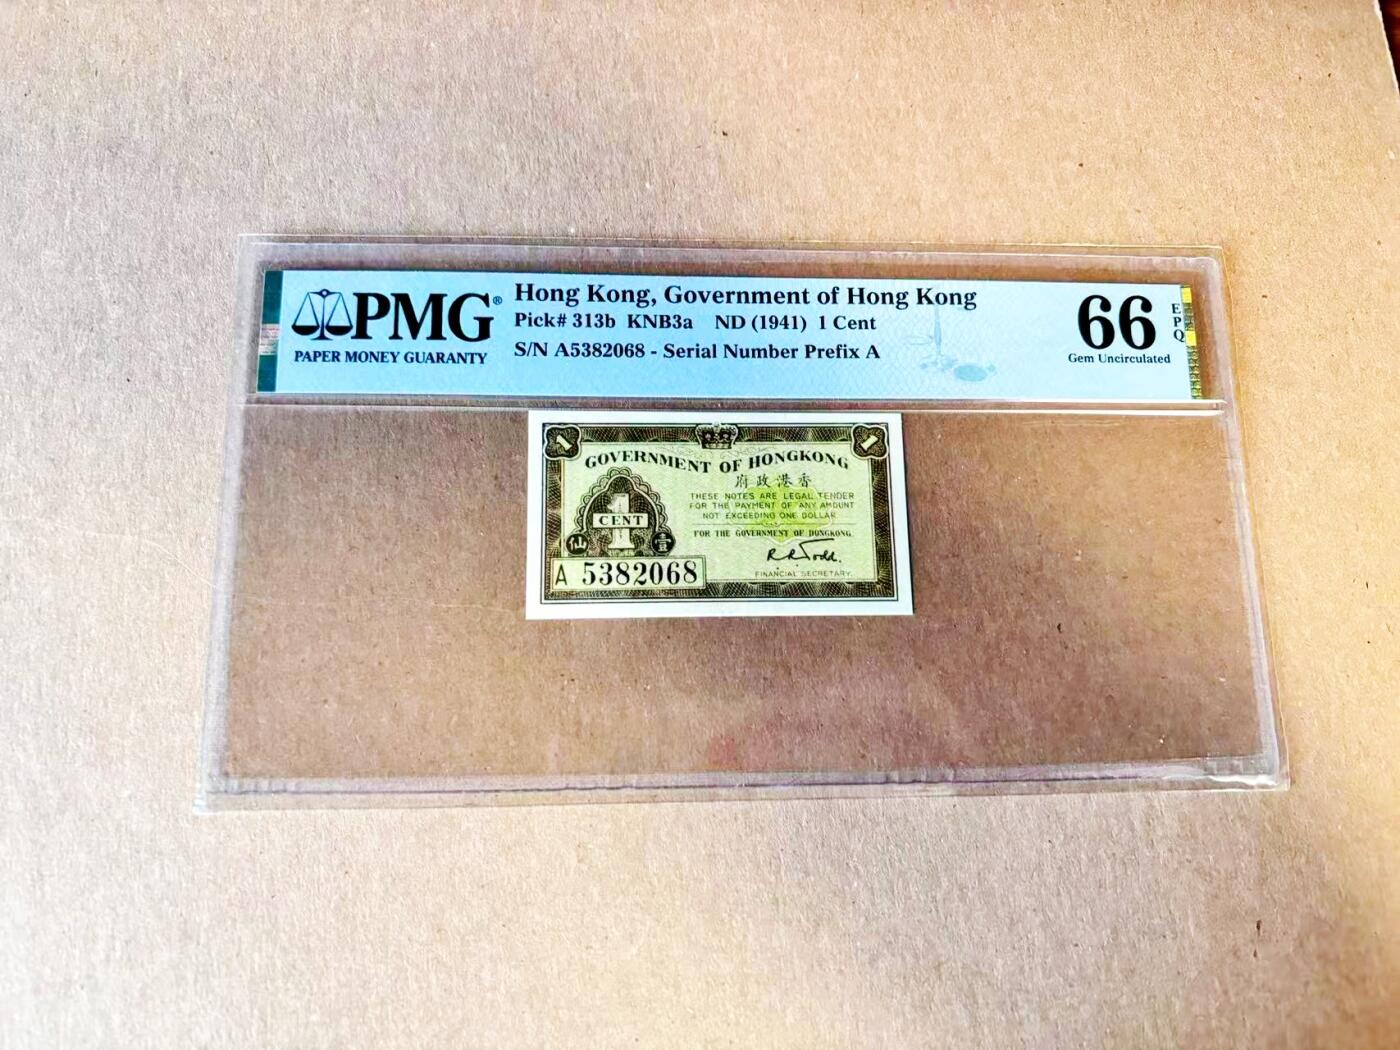 PMG®
PAPER MONEY GUARANTY
Hong Kong, Government of Hong Kong
Pick# 313b KNB3a ND (1941) 1 Cent
S/N A5382068 - Serial Number Prefix A
66
Gem Uncirculated
EPQ
1
1
GOVERNMENT OF HONGKONG
府政港香
THESE NOTES ARE LEGAL TENDER
FOR THE PAYMENT OF ANY AMOUNT
NOT EXCEEDING ONE DOLLAR
1
CENT
FOR THE GOVERNMENT OF HONGKONG
仙 壹
R R Todd.
A 5382068
FINANCIAL SECRETARY.